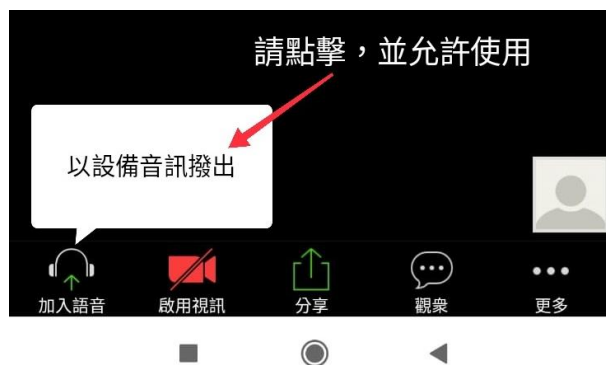 請點擊，並允許使用
以設備音訊撥出
加入語音
啟用視訊
分享
觀衆
更多